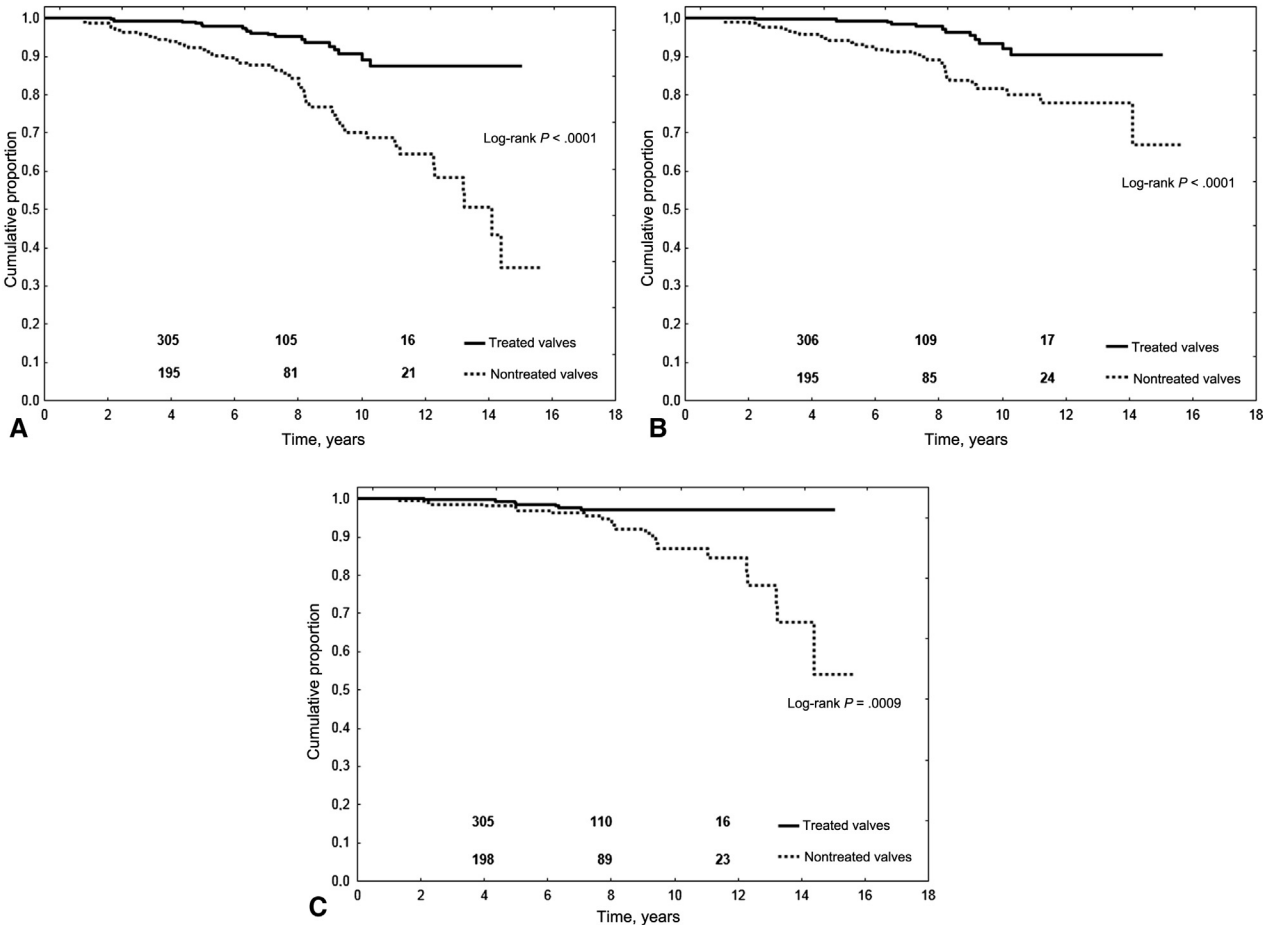 1,0
0.9
0.8
0.7
0.6
0.5
0.4
0.3
0.2
0.1
0.0
Cumulative proportion
Log-rank P < .0001
305 105 16 Treated valves
195 81 21 Nontreated valves
0 2 4 6 8 10 12 14 16 18
Time, years
A
1,0
0.9
0.8
0.7
0.6
0.5
0.4
0.3
0.2
0.1
0.0
Cumulative proportion
Log-rank P < .0001
306 109 17 Treated valves
195 85 24 Nontreated valves
0 2 4 6 8 10 12 14 16 18
Time, years
B
1.0
0.9
0.8
0.7
0.6
0.5
0.4
0.3
0.2
0.1
0.0
Cumulative proportion
Log-rank P = .0009
305 110 16 Treated valves
198 89 23 Nontreated valves
0 2 4 6 8 10 12 14 16 18
Time, years
C